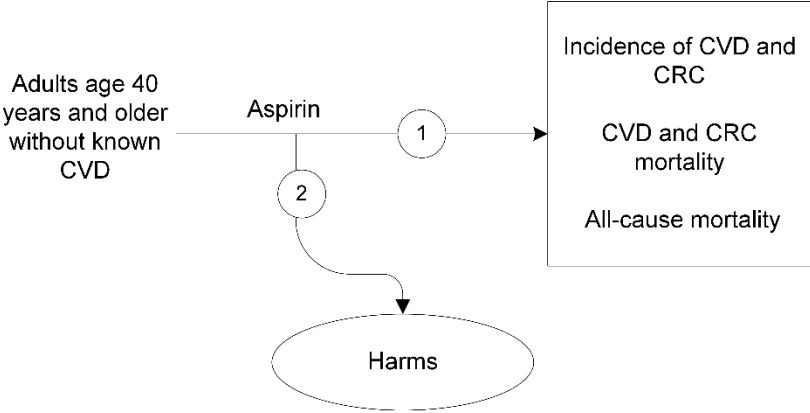 Adults age 40
years and older
without known
CVD
Aspirin
1
2
Incidence of CVD and
CRC
CVD and CRC
mortality
All-cause mortality
Harms